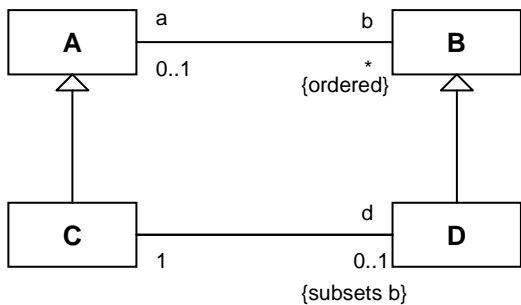 a b
A B
0..1 *
{ordered}
d
C D
1 0..1
{subsets b}